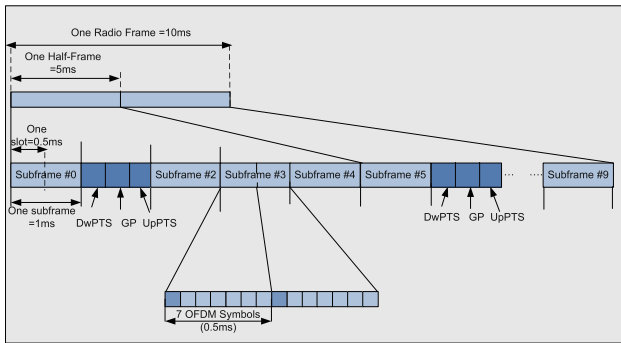 One Radio Frame =10ms
One Half-Frame
=5ms
One
slot=0.5ms
Subframe #0
Subframe #2
Subframe #3
Subframe #4
Subframe #5
Subframe #9
One subframe
=1ms
DwPTS
GP
UpPTS
DwPTS
GP
UpPTS
7 OFDM Symbols
(0.5ms)